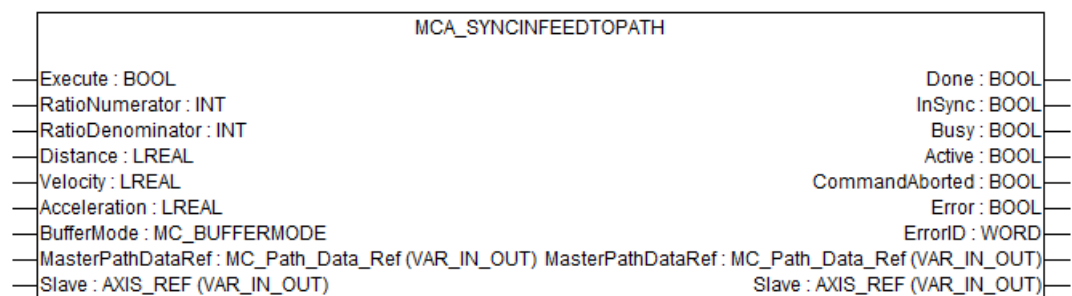 MCA_SYNCINFEEDTOPATH
Execute : BOOL Done : BOOL
RatioNumerator : INT InSync : BOOL
RatioDenominator : INT Busy : BOOL
Distance : LREAL Active : BOOL
Velocity : LREAL CommandAborted : BOOL
Acceleration : LREAL Error : BOOL
BufferMode : MC_BUFFERMODE ErrorID : WORD
MasterPathDataRef : MC_Path_Data_Ref (VAR_IN_OUT) MasterPathDataRef : MC_Path_Data_Ref (VAR_IN_OUT)
Slave : AXIS_REF (VAR_IN_OUT) Slave : AXIS_REF (VAR_IN_OUT)